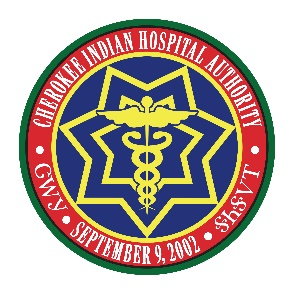 CHEROKEE INDIAN HOSPITAL AUTHORITY
ᏣᎳᎩ
SEPTEMBER 9, 2002